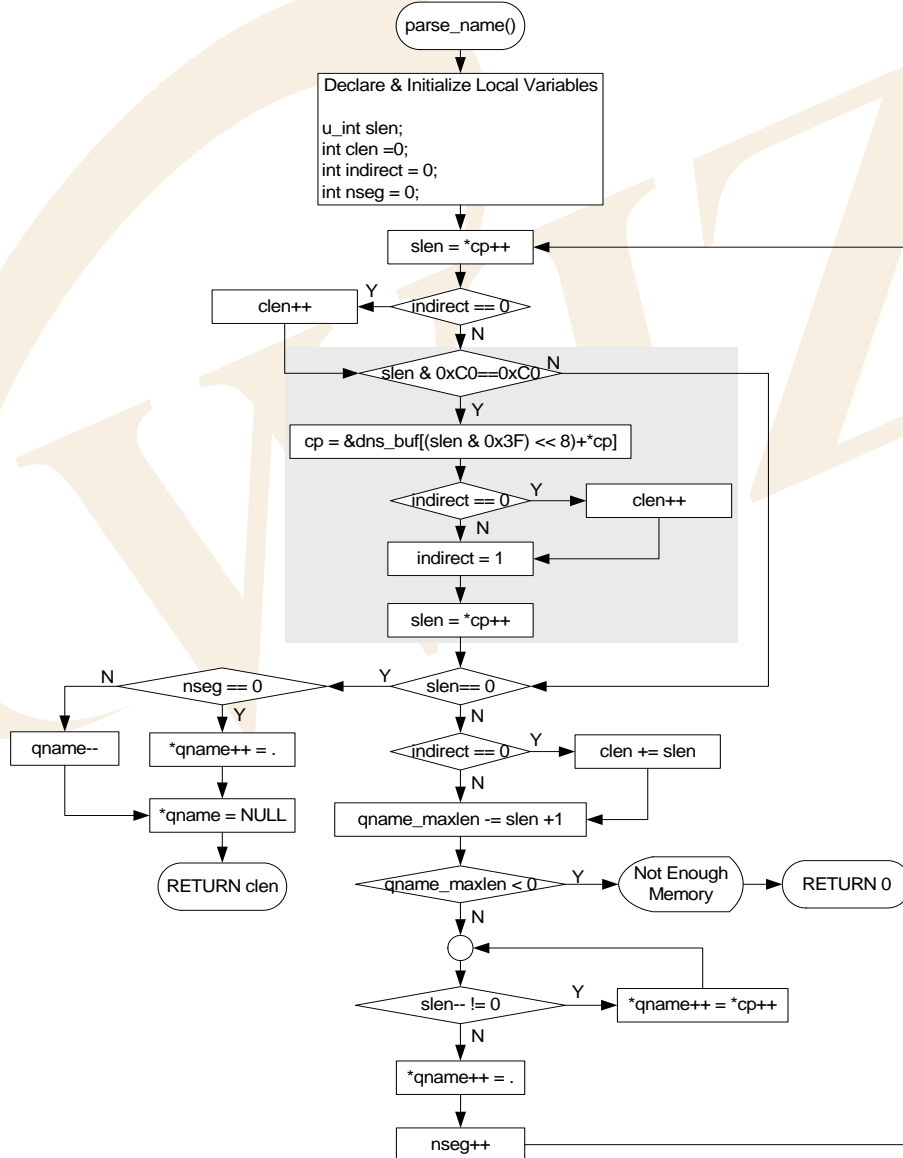 parse_name()
Declare & Initialize Local Variables
u_int slen;
int clen =0;
int indirect = 0;
int nseg = 0;
slen = *cp++
indirect == 0
Y
clen++
N
slen & 0xC0==0xC0
N
Y
cp = &dns_buf[(slen & 0x3F) << 8)+*cp]
indirect == 0
Y
clen++
N
indirect = 1
slen = *cp++
slen== 0
Y
nseg == 0
N
Y
qname--
*qname++ = .
*qname = NULL
RETURN clen
N
indirect == 0
Y
clen += slen
N
qname_maxlen -= slen +1
qname_maxlen < 0
Y
Not Enough
Memory
RETURN 0
N
slen-- != 0
Y
*qname++ = *cp++
N
*qname++ = .
nseg++